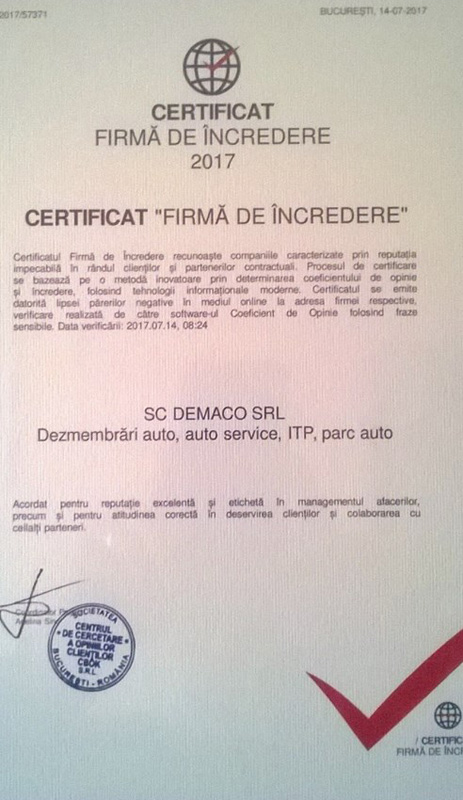 2017/57371
BUCUREȘTI, 14-07-2017
CERTIFICAT
FIRMĂ DE ÎNCREDERE
2017
CERTIFICAT "FIRMĂ DE ÎNCREDERE"
Certificatul Firmă de Încredere recunoaște companiile caracterizate prin reputația
impecabilă în rândul clienților și partenerilor contractuali. Procesul de certificare
se bazează pe o metodă inovatoare prin determinarea coeficientului de opinie
și încredere, folosind tehnologii informaționale moderne. Certificatul se emite
datorită lipsei părerilor negative în mediul online la adresa firmei respective,
verificare realizată de către software-ul Coeficient de Opinie folosind fraze
sensibile. Data verificării: 2017.07.14, 08:24
SC DEMACO SRL
Dezmembrări auto, auto service, ITP, parc auto
Acordat pentru reputație excelentă și etichetă în managementul afacerilor,
precum și pentru atitudinea corectă în deservirea clienților și colaborarea cu
ceilalți parteneri.
SOCIETATEA
CENTRUL
DE CERCETARE
A OPINIILOR
CLIENȚILOR
CBOK
S.R.L.
BUCUREȘTI - ROMÂNIA
/ CERTIFIC
FIRMĂ DE ÎNC